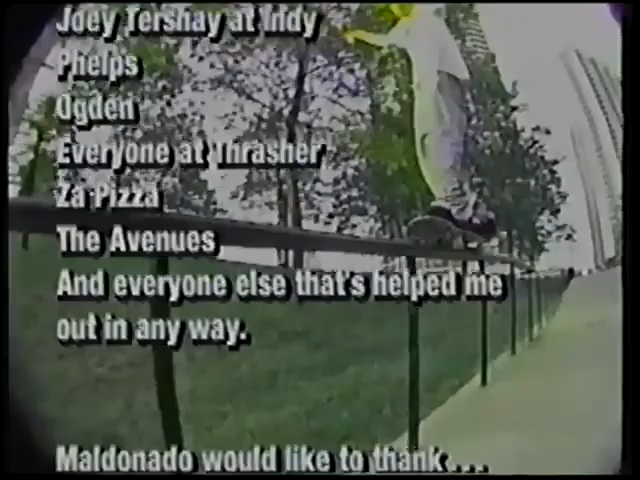 Joey Tershay at Indy
Phelps
Ogden
Everyone at Thrasher
Za Pizza
The Avenues
And everyone else that's helped me
out in any way.
Maldonado would like to thank...